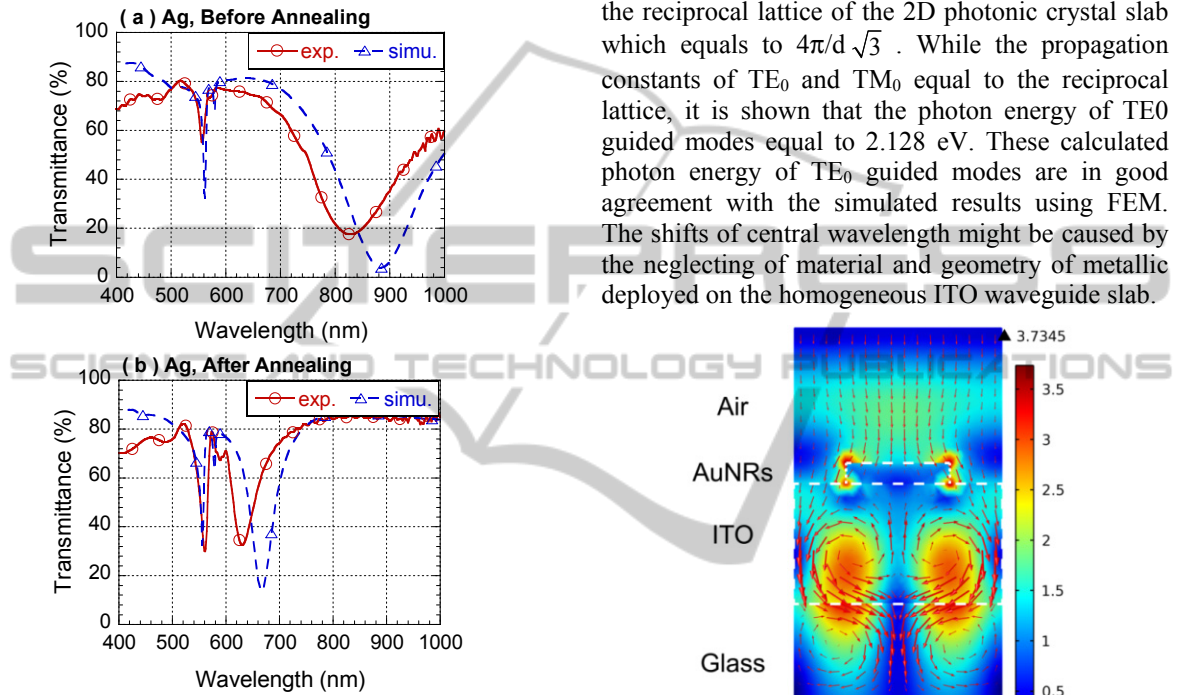 ( a ) Ag, Before Annealing
exp. simu.
Transmittance (%)
100
80
60
40
20
0
400 500 600 700 800 900 1000
Wavelength (nm)
( b ) Ag, After Annealing
exp. simu.
Transmittance (%)
100
80
60
40
20
0
400 500 600 700 800 900 1000
Wavelength (nm)
the reciprocal lattice of the 2D photonic crystal slab
which equals to 4π/d √3 . While the propagation
constants of TE₀ and TM₀ equal to the reciprocal
lattice, it is shown that the photon energy of TE0
guided modes equal to 2.128 eV. These calculated
photon energy of TE₀ guided modes are in good
agreement with the simulated results using FEM.
The shifts of central wavelength might be caused by
the neglecting of material and geometry of metallic
deployed on the homogeneous ITO waveguide slab.
Air
AuNRs
ITO
Glass
▲ 3.7345
3.5
3
2.5
2
1.5
1
0.5
SCITEPRESS
SCIENCE AND TECHNOLOGY PUBLICATIONS